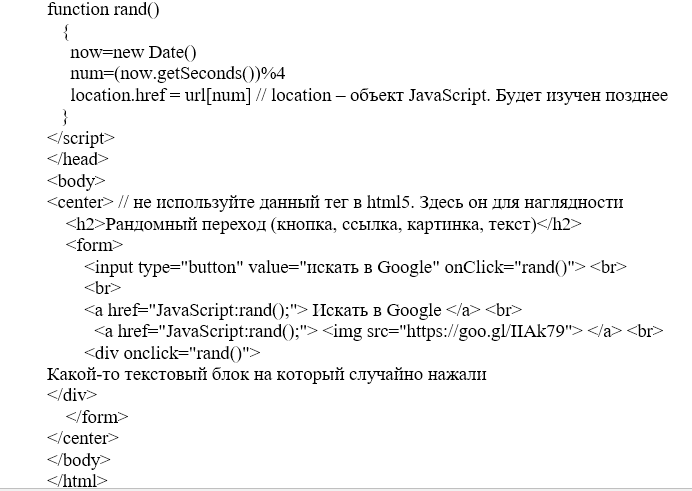 function rand()
{
now=new Date()
num=(now.getSeconds())%4
location.href = url[num] // location – объект JavaScript. Будет изучен позднее
}
</script>
</head>
<body>
<center> // не используйте данный тег в html5. Здесь он для наглядности
<h2>Рандомный переход (кнопка, ссылка, картинка, текст)</h2>
<form>
<input type="button" value="искать в Google" onClick="rand()"> <br>
<br>
<a href="JavaScript:rand();"> Искать в Google </a> <br>
<a href="JavaScript:rand();"> <img src="https://goo.gl/IIAk79"> </a> <br>
<div onclick="rand()">
Какой-то текстовый блок на который случайно нажали
</div>
</form>
</center>
</body>
</html>